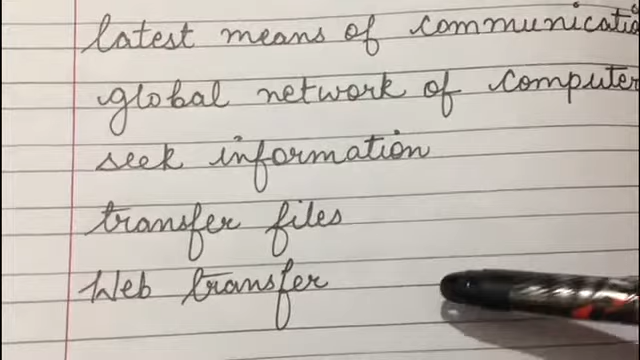 latest means of communicatio
global network of computer
seek information
transfer files
Web transfer